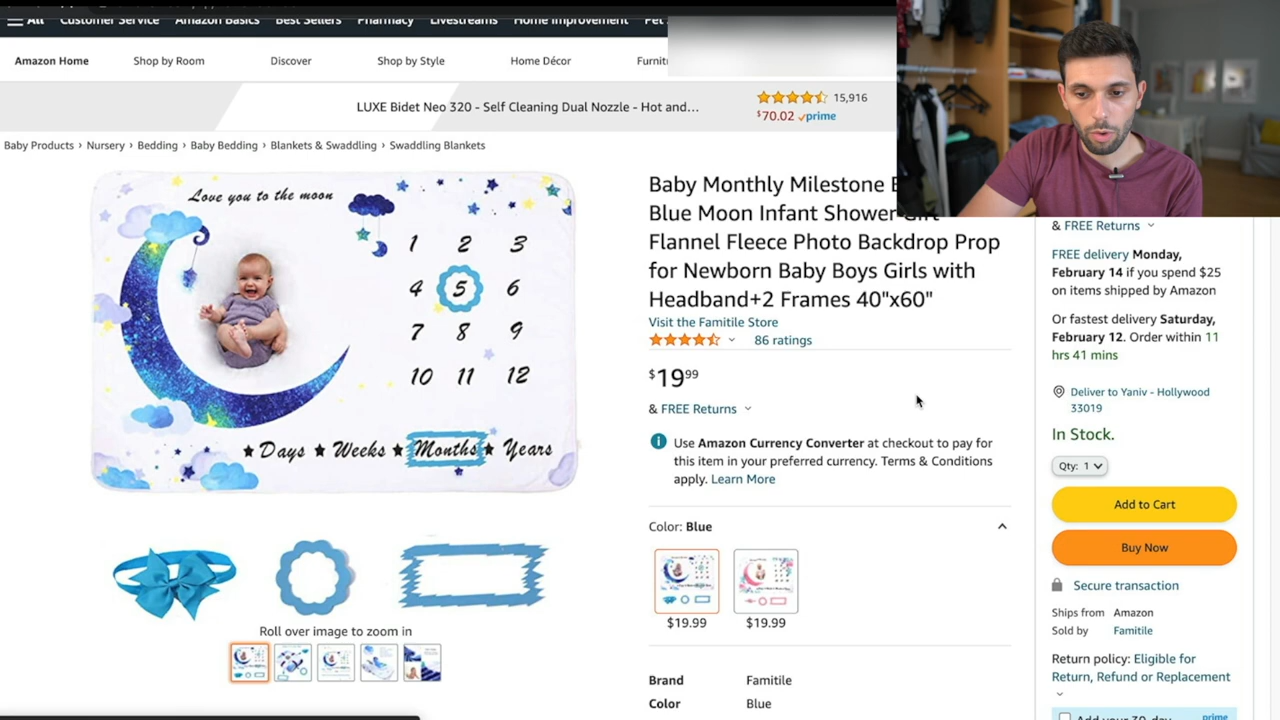 All Customer Service Amazon Basics Best Sellers Pharmacy Livestreams Home Improvement Pet
Amazon Home Shop by Room Discover Shop by Style Home Décor
LUXE Bidet Neo 320 - Self Cleaning Dual Nozzle - Hot and...
15,916
$70.02 prime
Baby Products › Nursery › Bedding › Baby Bedding › Blankets & Swaddling › Swaddling Blankets
Love you to the moon
1 2 3
4 5 6
7 8 9
10 11 12
Days Weeks Months Years
Roll over image to zoom in
Baby Monthly Milestone
Blue Moon Infant Shower Girl
Flannel Fleece Photo Backdrop Prop
for Newborn Baby Boys Girls with
Headband+2 Frames 40"x60"
Visit the Famitile Store
86 ratings
$1999
& FREE Returns
i Use Amazon Currency Converter at checkout to pay for
this item in your preferred currency. Terms & Conditions
apply. Learn More
Color: Blue
$19.99 $19.99
Brand Famitile
Color Blue
& FREE Returns
FREE delivery Monday,
February 14 if you spend $25
on items shipped by Amazon
Or fastest delivery Saturday,
February 12. Order within 11
hrs 41 mins
Deliver to Yaniv - Hollywood
33019
In Stock.
Qty: 1
Add to Cart
Buy Now
Secure transaction
Ships from Amazon
Sold by Famitile
Return policy: Eligible for
Return, Refund or Replacement
prime